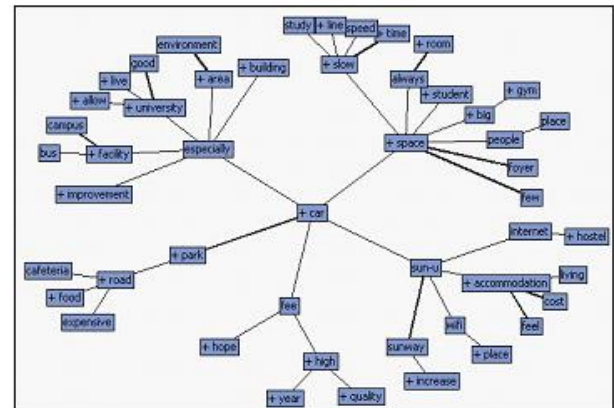 study
+ line
speed
+ time
environment
+ slow
+ room
good
+ area
+ building
always
+ live
+ gym
+ allow
+ university
+ student
+ big
place
campus
people
bus
+ facility
especially
+ space
foyer
+ improvement
few
+ car
internet
+ hostel
+ park
cafeteria
+ road
sun-u
living
+ accommodation
+ food
cost
expensive
fee
feel
wifi
+ hope
sunway
+ place
+ high
+ increase
+ year
+ quality